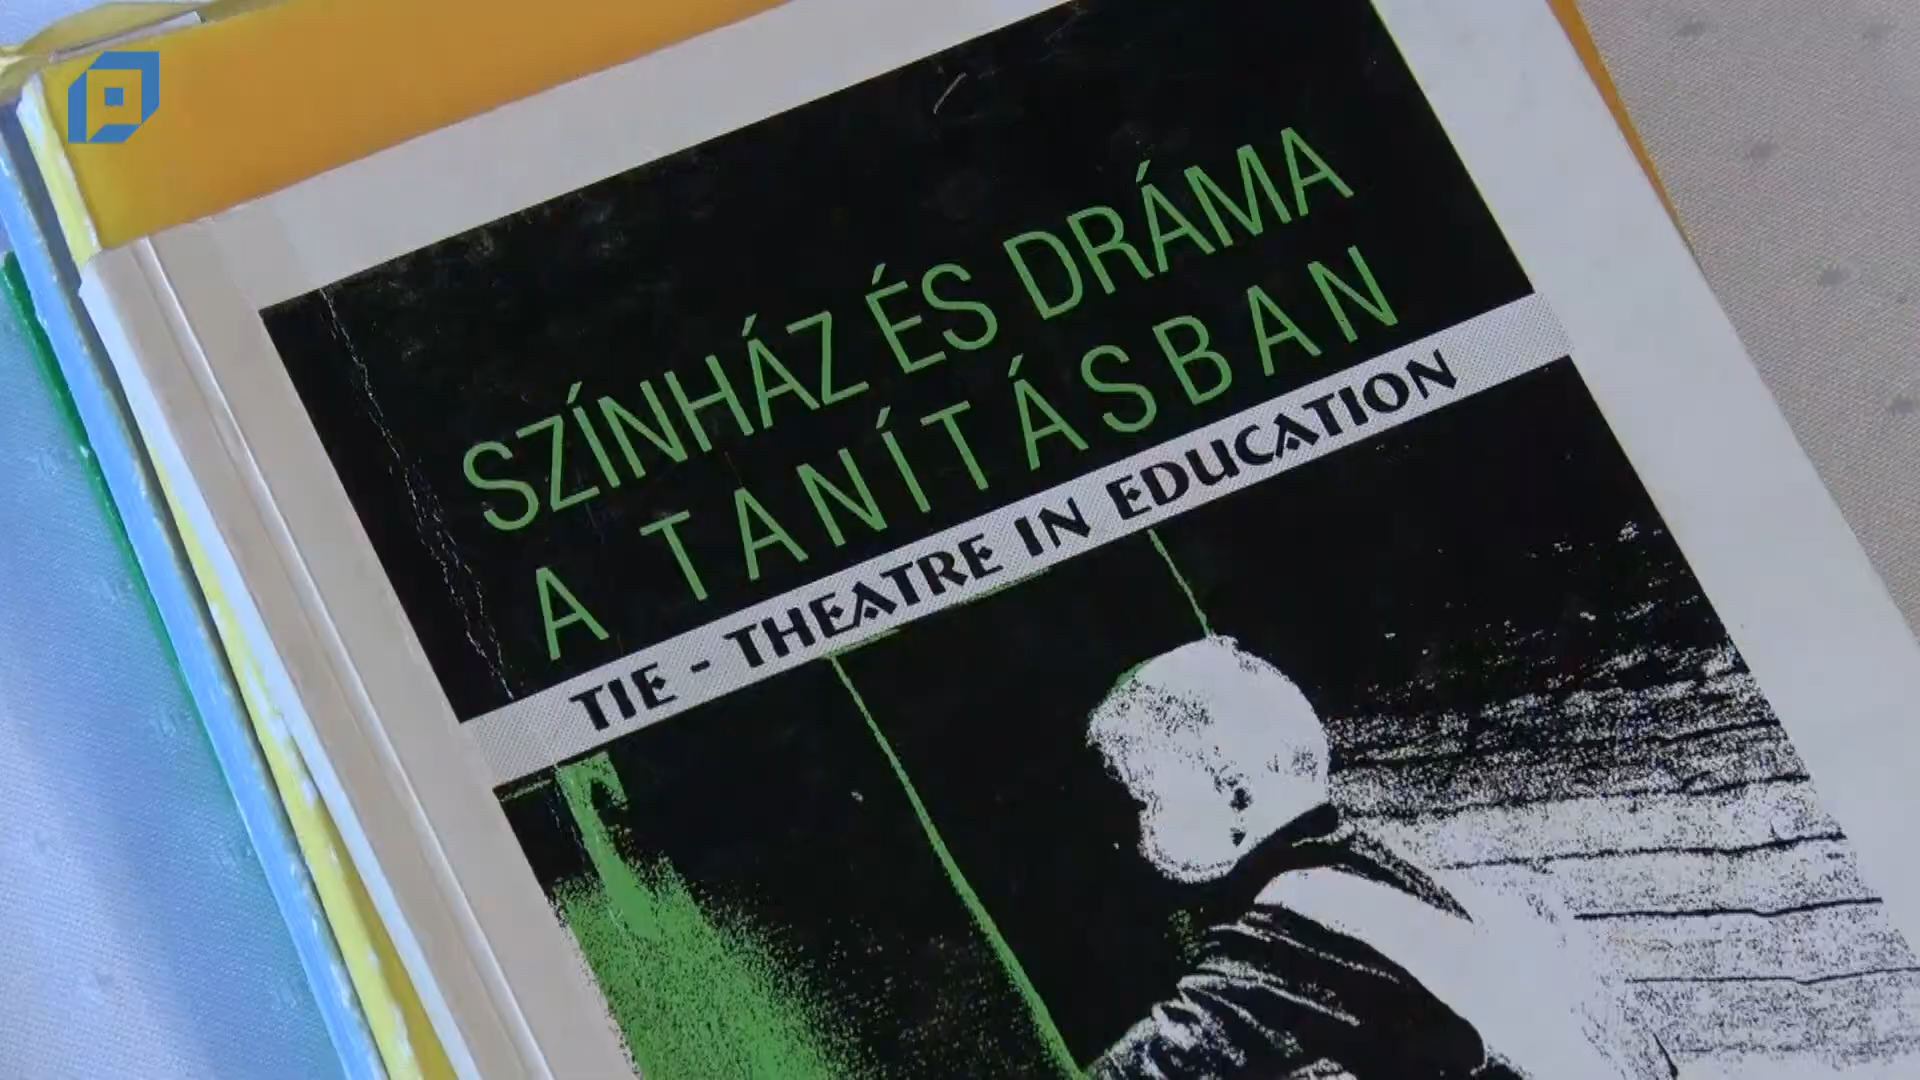 SZÍNHÁZ ÉS DRÁMA
A TANÍTÁSBAN
TIE - THEATRE IN EDUCATION